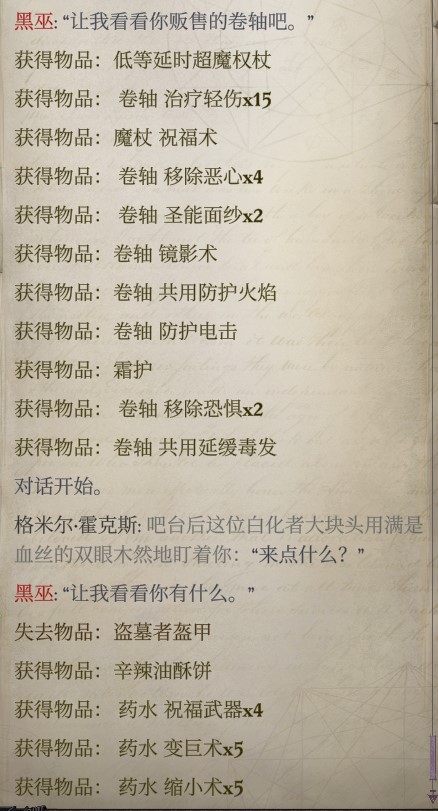 黑巫: “让我看看你贩售的卷轴吧。”
获得物品： 低等延时超魔权杖
获得物品： 卷轴 治疗轻伤x15
获得物品： 魔杖 祝福术
获得物品： 卷轴 移除恶心x4
获得物品： 卷轴 圣能面纱x2
获得物品： 卷轴 镜影术
获得物品： 卷轴 共用防护火焰
获得物品： 卷轴 防护电击
获得物品： 霜护
获得物品： 卷轴 移除恐惧x2
获得物品： 卷轴 共用延缓毒发
对话开始。
格米尔·霍克斯: 吧台后这位白化者大块头用满是
血丝的双眼木然地盯着你：“来点什么？”
黑巫: “让我看看你有什么。”
失去物品： 盗墓者盔甲
获得物品： 辛辣油酥饼
获得物品： 药水 祝福武器x4
获得物品： 药水 变巨术x5
获得物品： 药水 缩小术x5